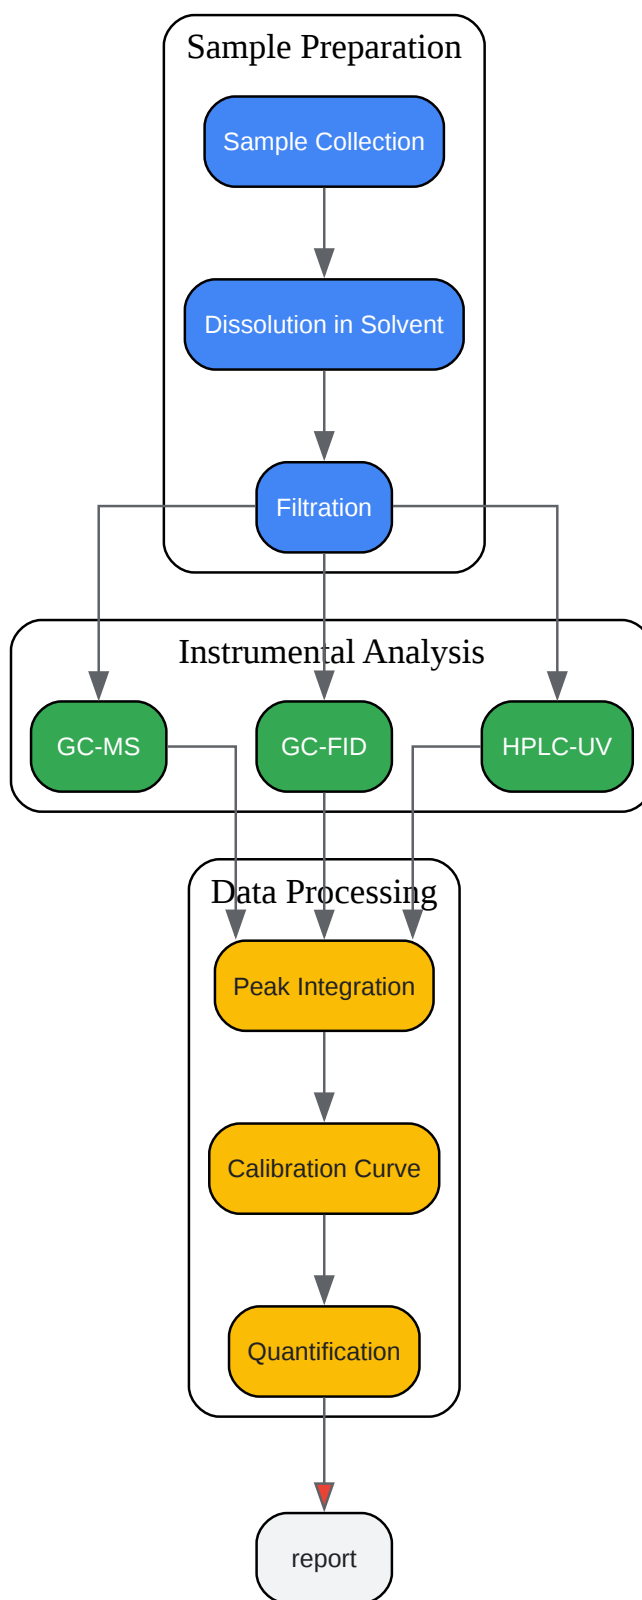 Sample Preparation
Sample Collection
Dissolution in Solvent
Filtration
Instrumental Analysis
GC-MS
GC-FID
HPLC-UV
Data Processing
Peak Integration
Calibration Curve
Quantification
report